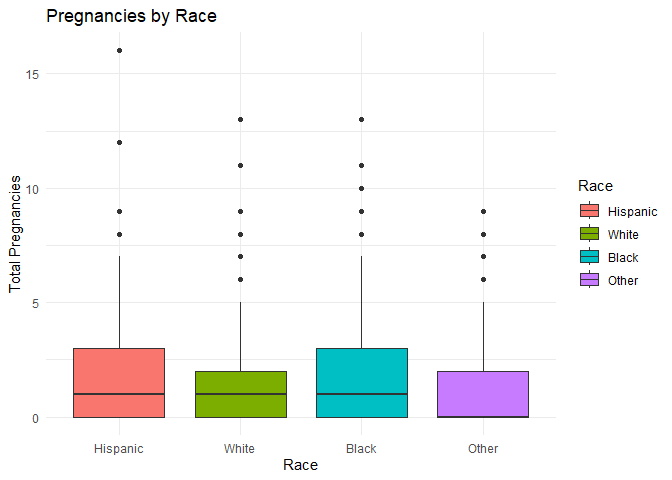 Pregnancies by Race
15
10
5
0
Total Pregnancies
Hispanic White Black Other
Race
Race
Hispanic
White
Black
Other